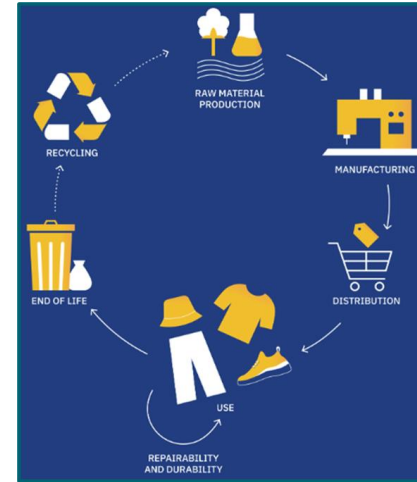 RAW MATERIAL
PRODUCTION
MANUFACTURING
DISTRIBUTION
USE
REPAIRABILITY
AND DURABILITY
END OF LIFE
RECYCLING